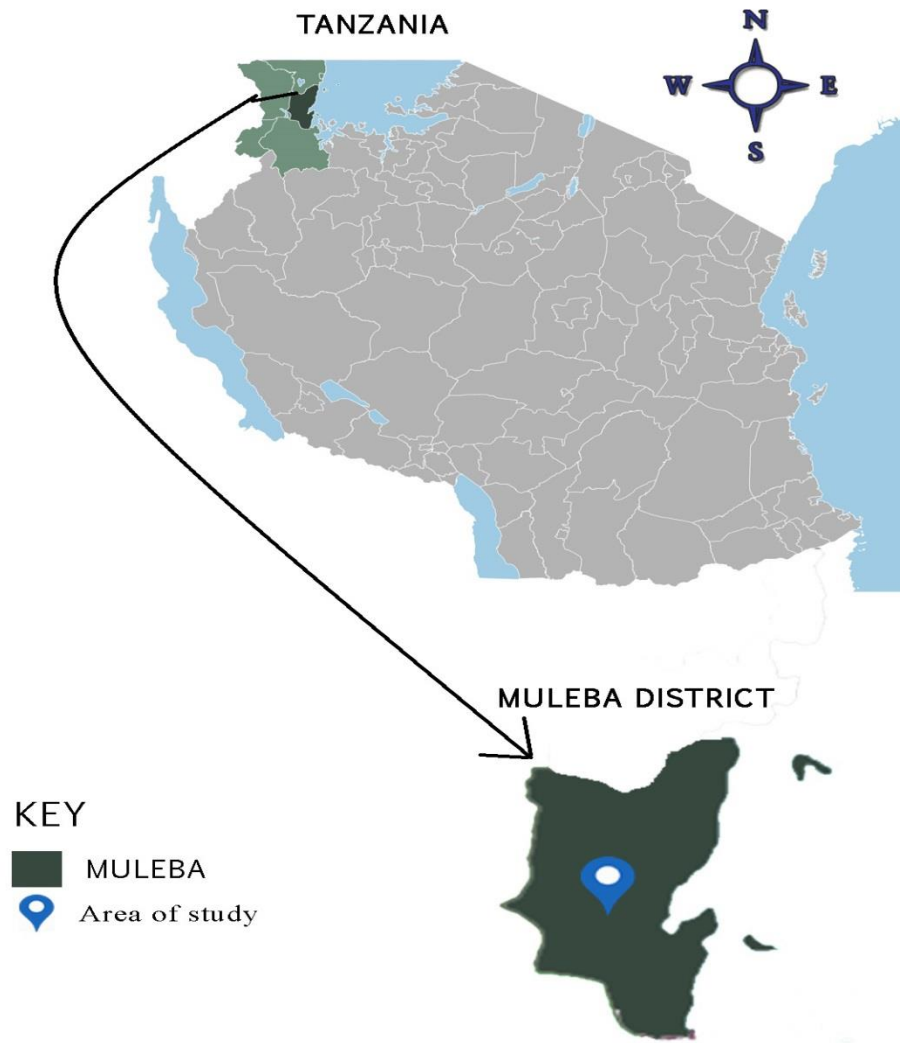 TANZANIA
N
W E
S
MULEBA DISTRICT
KEY
MULEBA
Area of study